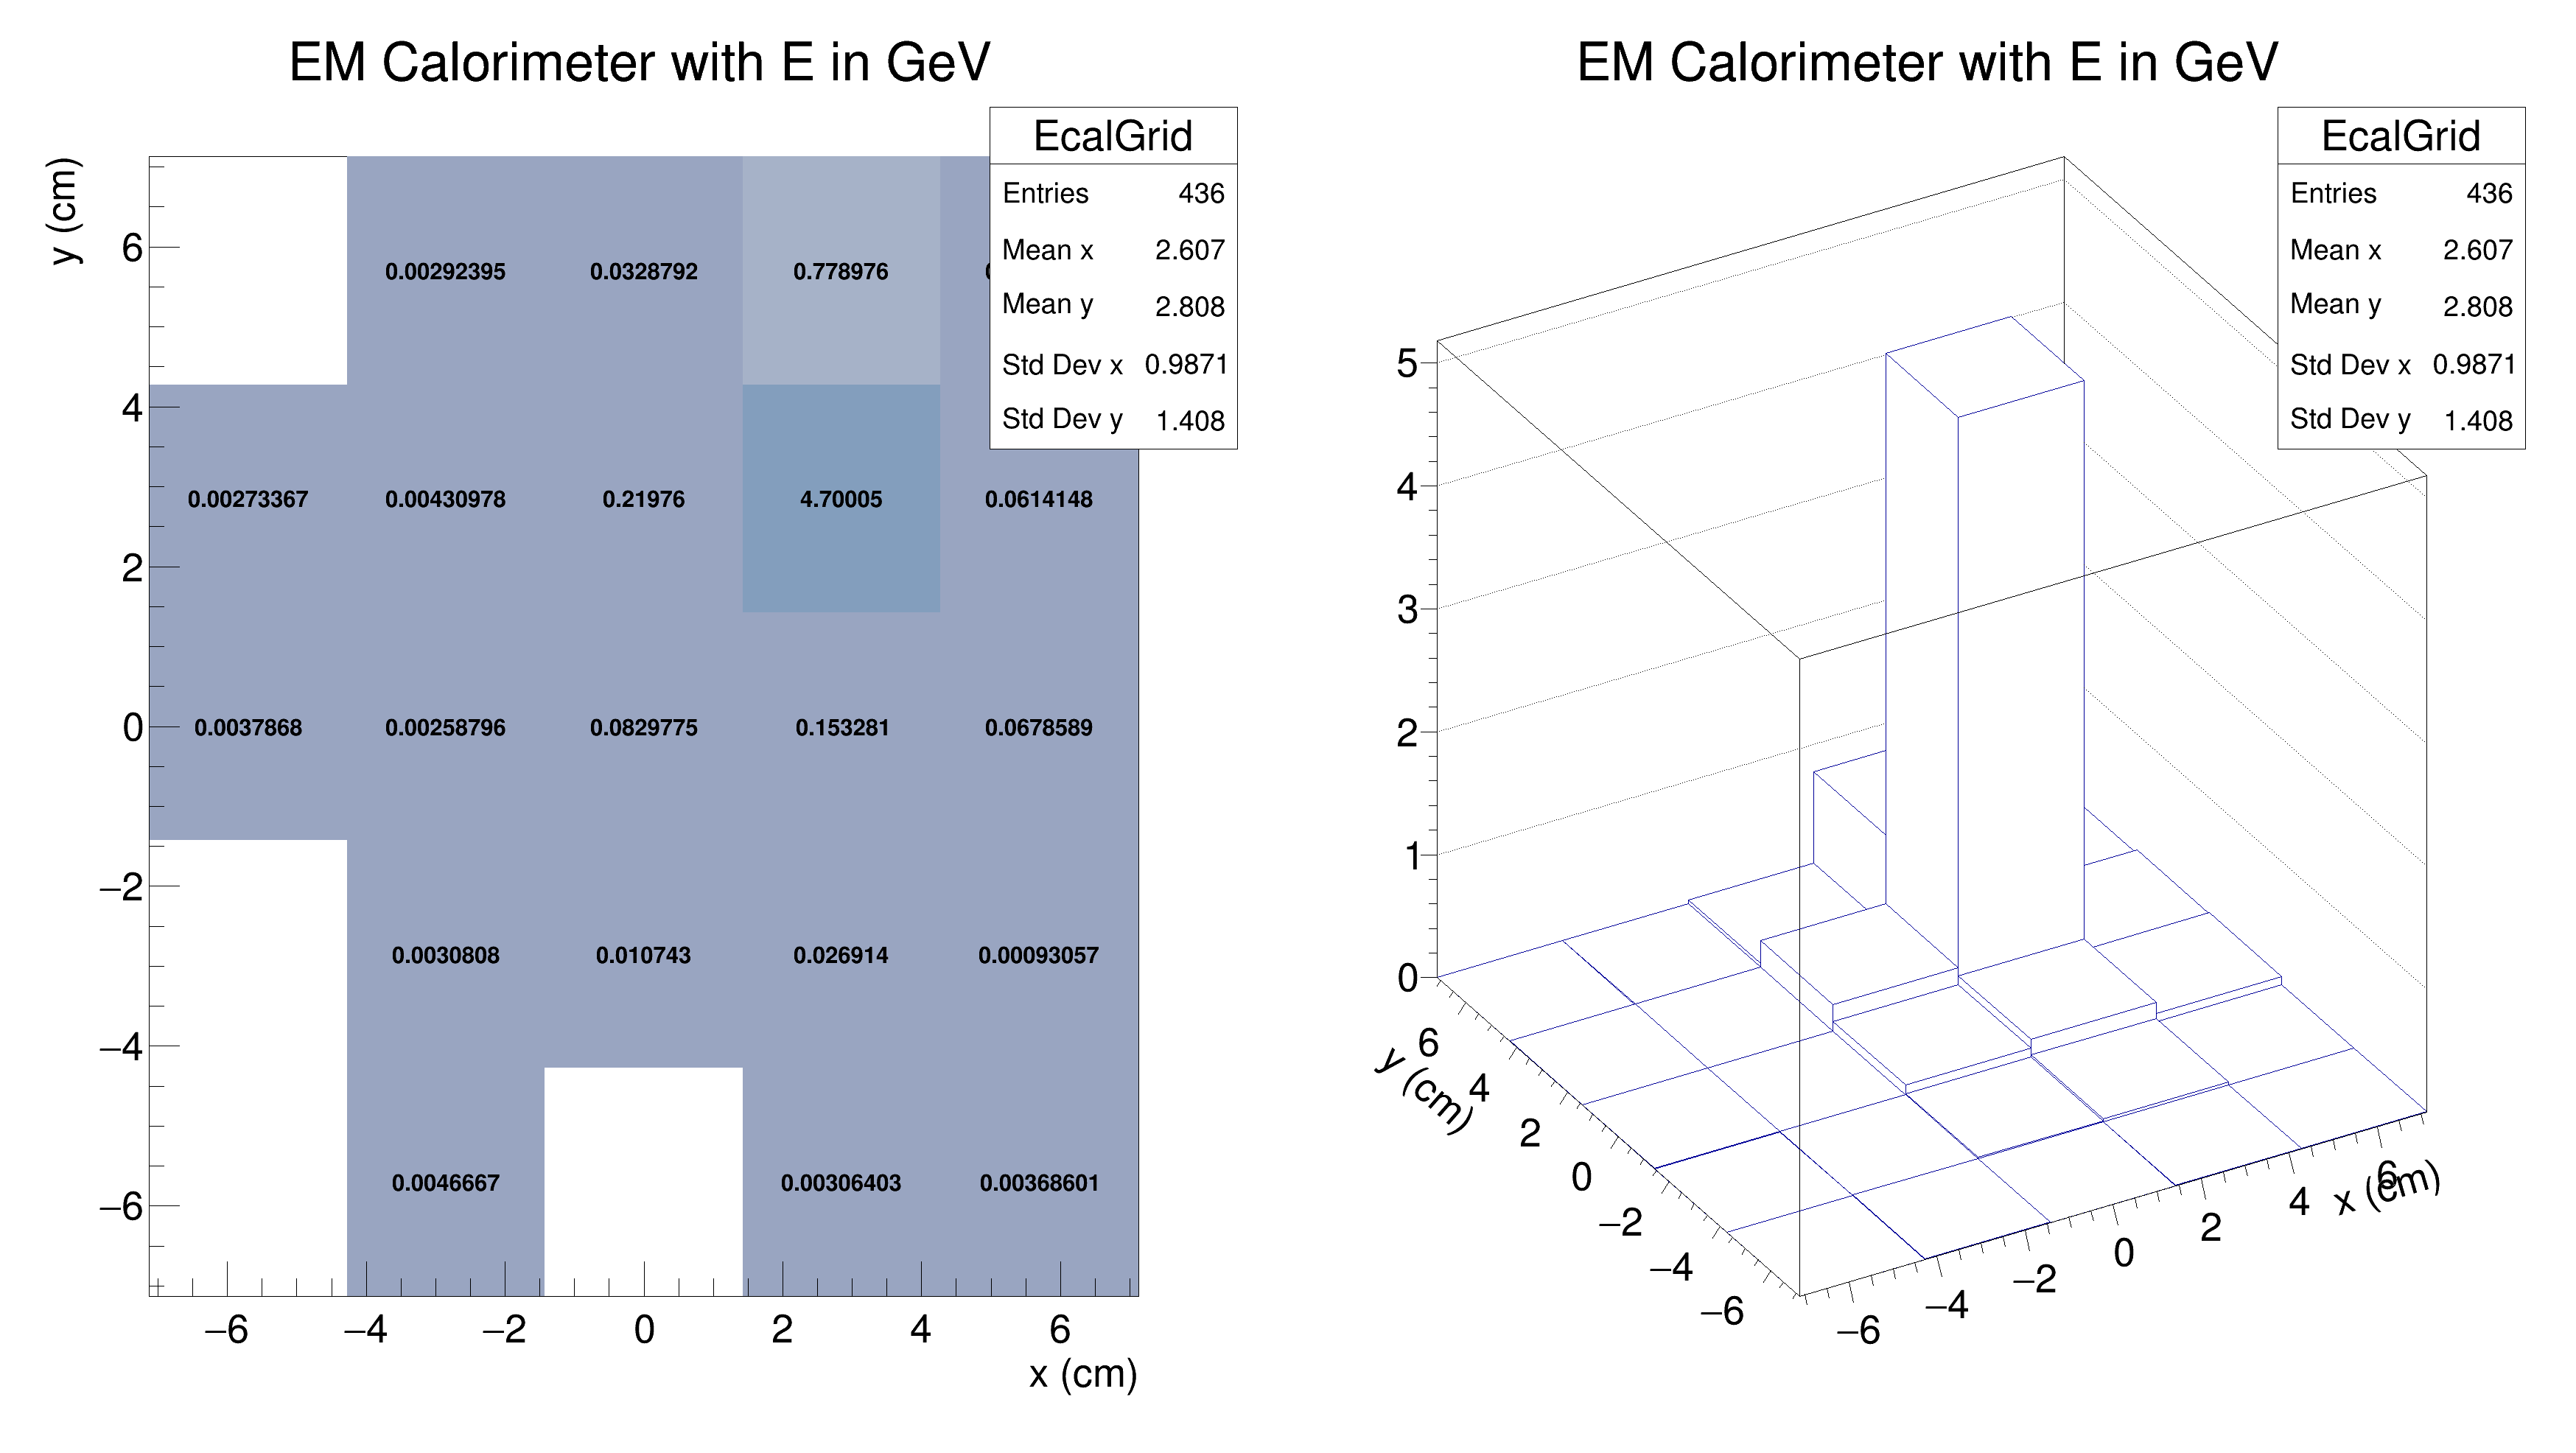 EM Calorimeter with E in GeV
EcalGrid
Entries 436
Mean x 2.607
Mean y 2.808
Std Dev x 0.9871
Std Dev y 1.408
y (cm)
6
4
2
0
−2
−4
−6
0.00292395 0.0328792 0.778976
0.00273367 0.00430978 0.21976 4.70005 0.0614148
0.0037868 0.00258796 0.0829775 0.153281 0.0678589
0.0030808 0.010743 0.026914 0.00093057
0.0046667 0.00306403 0.00368601
−6 −4 −2 0 2 4 6
x (cm)
EM Calorimeter with E in GeV
EcalGrid
Entries 436
Mean x 2.607
Mean y 2.808
Std Dev x 0.9871
Std Dev y 1.408
5
4
3
2
1
0
y (cm)
6
4
2
0
−2
−4
−6
−6 −4 −2 0 2 4 6
x (cm)